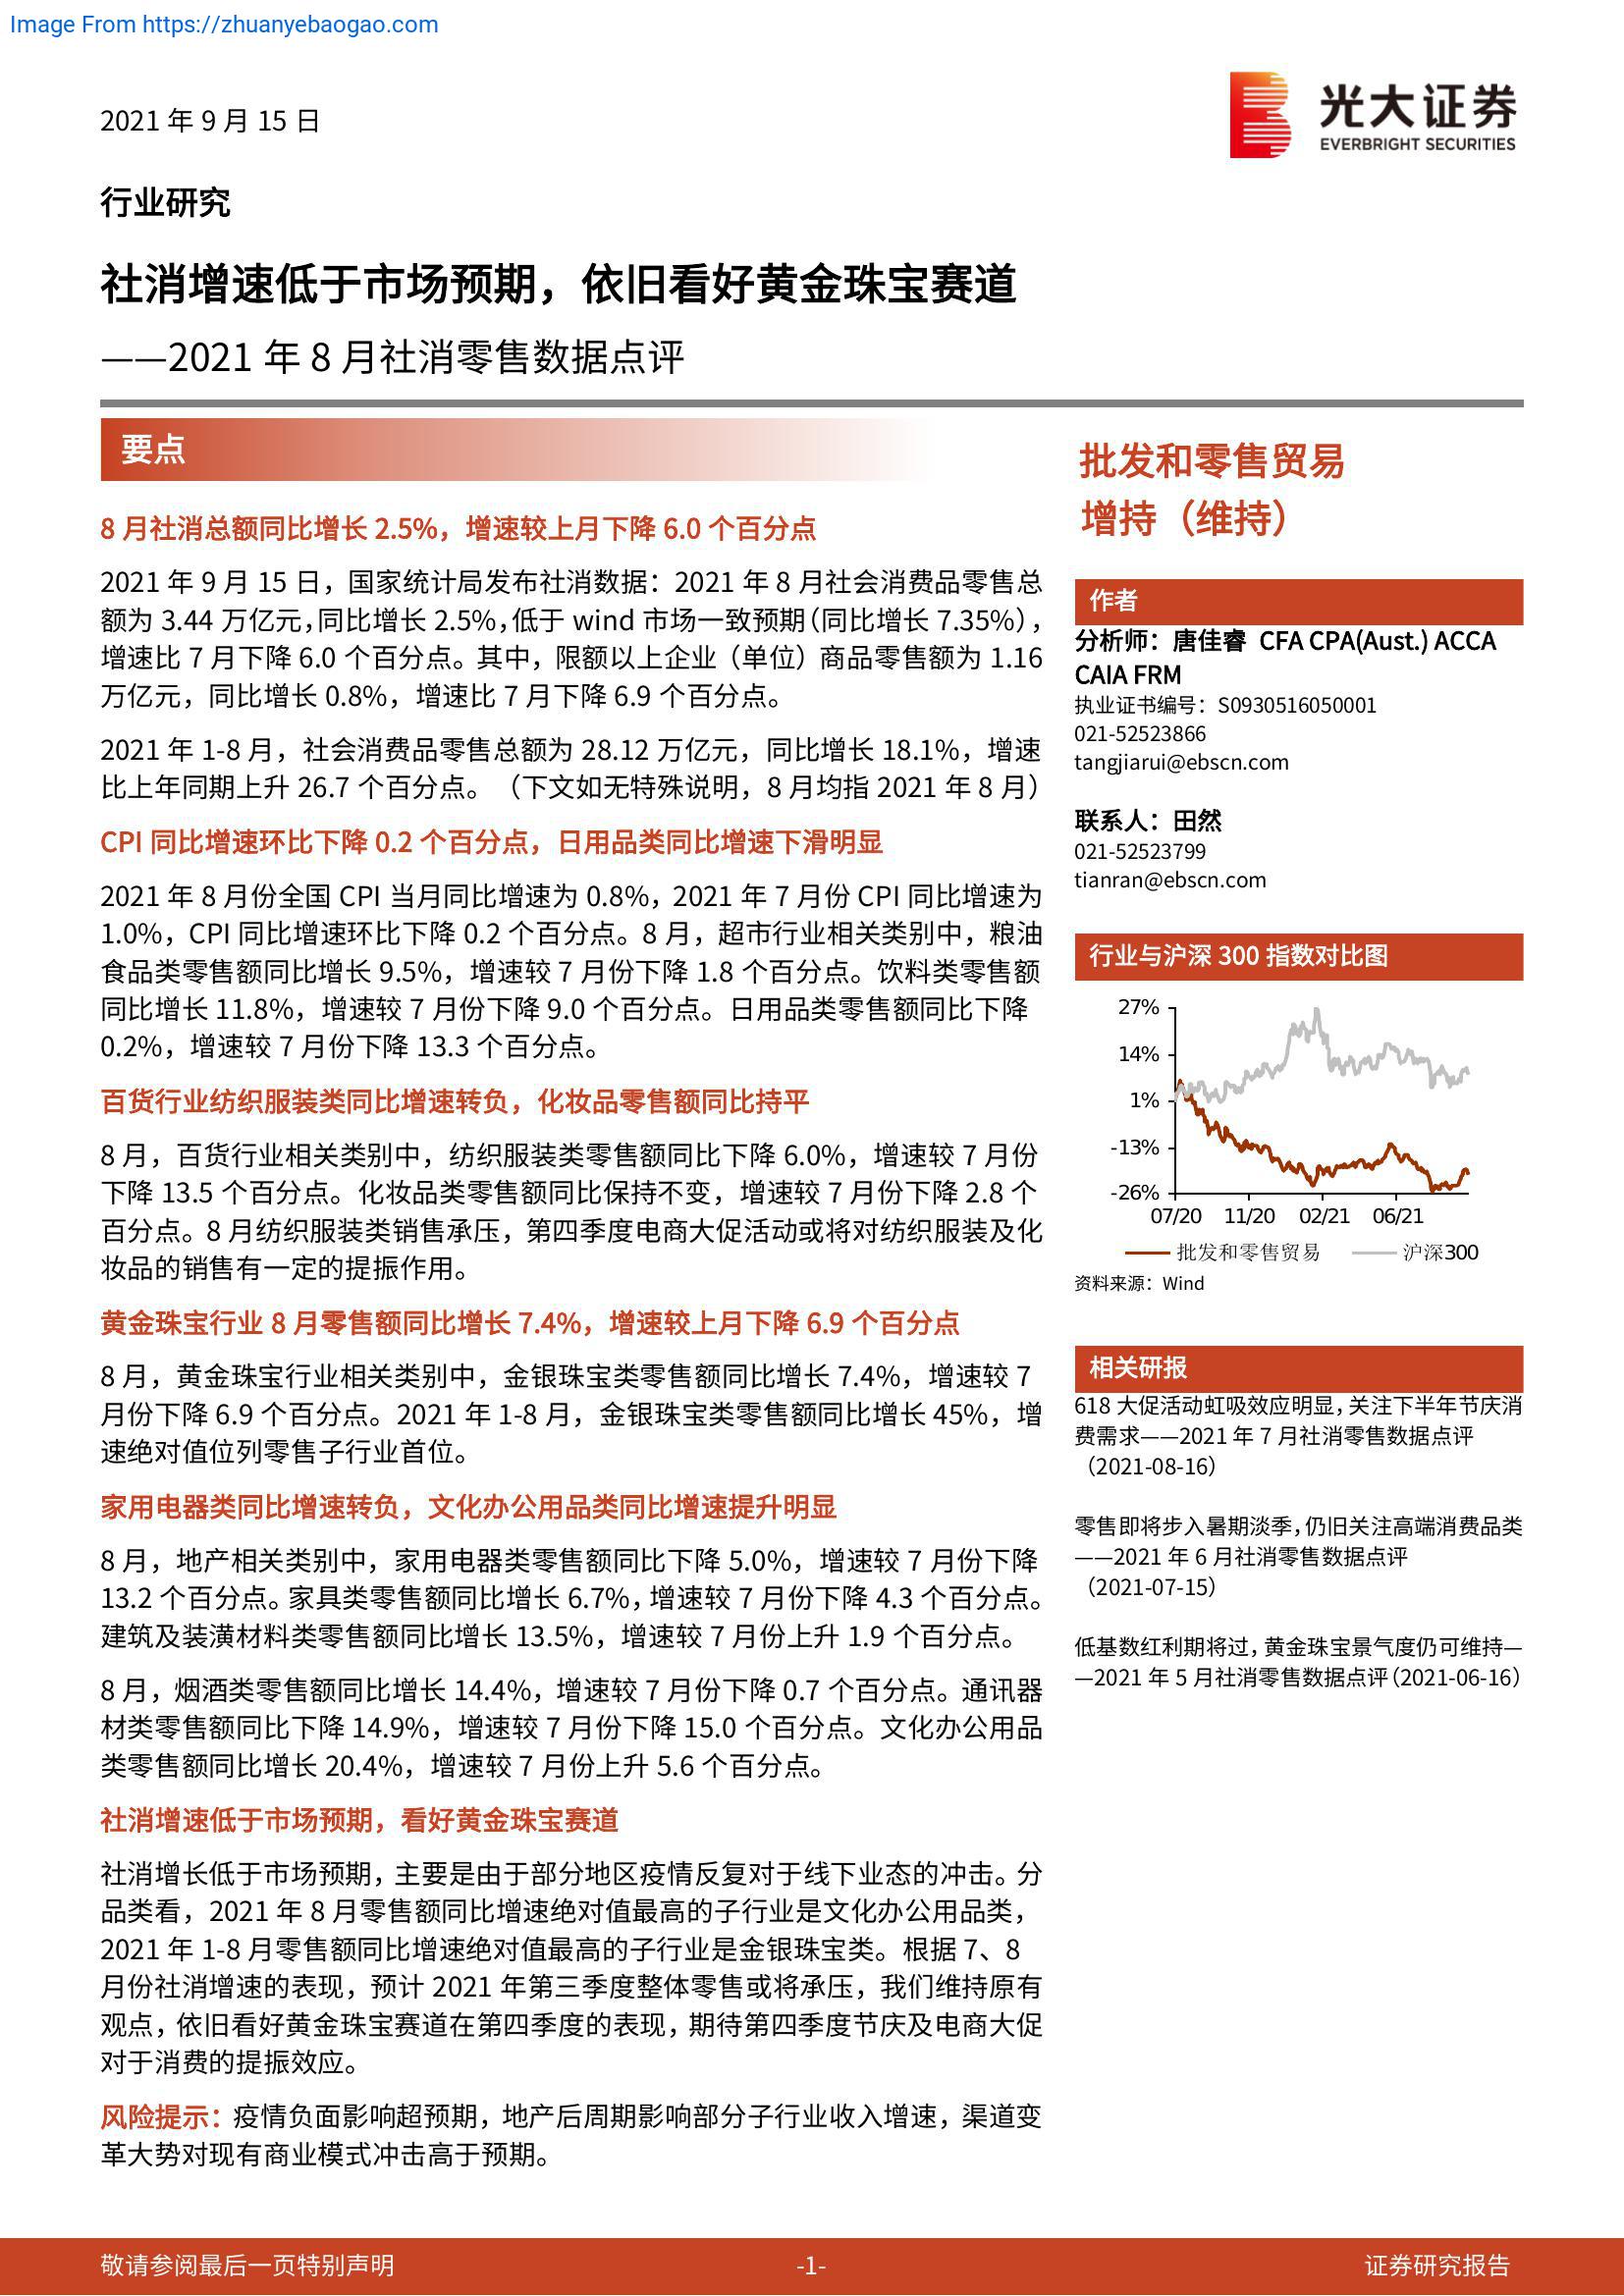 Image From https://zhuanyebaogao.com
2021 年 9 月 15 日
光大证券
EVERBRIGHT SECURITIES
行业研究
社消增速低于市场预期，依旧看好黄金珠宝赛道
——2021 年 8 月社消零售数据点评
要点
8 月社消总额同比增长 2.5%，增速较上月下降 6.0 个百分点
2021 年 9 月 15 日，国家统计局发布社消数据：2021 年 8 月社会消费品零售总
额为 3.44 万亿元，同比增长 2.5%，低于 wind 市场一致预期（同比增长 7.35%），
增速比 7 月下降 6.0 个百分点。其中，限额以上企业（单位）商品零售额为 1.16
万亿元，同比增长 0.8%，增速比 7 月下降 6.9 个百分点。
2021 年 1-8 月，社会消费品零售总额为 28.12 万亿元，同比增长 18.1%，增速
比上年同期上升 26.7 个百分点。（下文如无特殊说明，8 月均指 2021 年 8 月）
CPI 同比增速环比下降 0.2 个百分点，日用品类同比增速下滑明显
2021 年 8 月份全国 CPI 当月同比增速为 0.8%，2021 年 7 月份 CPI 同比增速为
1.0%，CPI 同比增速环比下降 0.2 个百分点。8 月，超市行业相关类别中，粮油
食品类零售额同比增长 9.5%，增速较 7 月份下降 1.8 个百分点。饮料类零售额
同比增长 11.8%，增速较 7 月份下降 9.0 个百分点。日用品类零售额同比下降
0.2%，增速较 7 月份下降 13.3 个百分点。
百货行业纺织服装类同比增速转负，化妆品零售额同比持平
8 月，百货行业相关类别中，纺织服装类零售额同比下降 6.0%，增速较 7 月份
下降 13.5 个百分点。化妆品类零售额同比保持不变，增速较 7 月份下降 2.8 个
百分点。8 月纺织服装类销售承压，第四季度电商大促活动或将对纺织服装及化
妆品的销售有一定的提振作用。
黄金珠宝行业 8 月零售额同比增长 7.4%，增速较上月下降 6.9 个百分点
8 月，黄金珠宝行业相关类别中，金银珠宝类零售额同比增长 7.4%，增速较 7
月份下降 6.9 个百分点。2021 年 1-8 月，金银珠宝类零售额同比增长 45%，增
速绝对值位列零售子行业首位。
家用电器类同比增速转负，文化办公用品类同比增速提升明显
8 月，地产相关类别中，家用电器类零售额同比下降 5.0%，增速较 7 月份下降
13.2 个百分点。家具类零售额同比增长 6.7%，增速较 7 月份下降 4.3 个百分点。
建筑及装潢材料类零售额同比增长 13.5%，增速较 7 月份上升 1.9 个百分点。
8 月，烟酒类零售额同比增长 14.4%，增速较 7 月份下降 0.7 个百分点。通讯器
材类零售额同比下降 14.9%，增速较 7 月份下降 15.0 个百分点。文化办公用品
类零售额同比增长 20.4%，增速较 7 月份上升 5.6 个百分点。
社消增速低于市场预期，看好黄金珠宝赛道
社消增长低于市场预期，主要是由于部分地区疫情反复对于线下业态的冲击。分
品类看，2021 年 8 月零售额同比增速绝对值最高的子行业是文化办公用品类，
2021 年 1-8 月零售额同比增速绝对值最高的子行业是金银珠宝类。根据 7、8
月份社消增速的表现，预计 2021 年第三季度整体零售或将承压，我们维持原有
观点，依旧看好黄金珠宝赛道在第四季度的表现，期待第四季度节庆及电商大促
对于消费的提振效应。
风险提示：疫情负面影响超预期，地产后周期影响部分子行业收入增速，渠道变
革大势对现有商业模式冲击高于预期。
批发和零售贸易
增持（维持）
作者
分析师：唐佳睿 CFA CPA(Aust.) ACCA
CAIA FRM
执业证书编号：S0930516050001
021-52523866
tangjiarui@ebscn.com
联系人：田然
021-52523799
tianran@ebscn.com
行业与沪深 300 指数对比图
27%
14%
1%
-13%
-26%
07/20 11/20 02/21 06/21
批发和零售贸易 沪深300
资料来源：Wind
相关研报
618 大促活动虹吸效应明显，关注下半年节庆消
费需求——2021 年 7 月社消零售数据点评
（2021-08-16）
零售即将步入暑期淡季，仍旧关注高端消费品类
——2021 年 6 月社消零售数据点评
（2021-07-15）
低基数红利期将过，黄金珠宝景气度仍可维持—
—2021 年 5 月社消零售数据点评（2021-06-16）
敬请参阅最后一页特别声明 -1- 证券研究报告